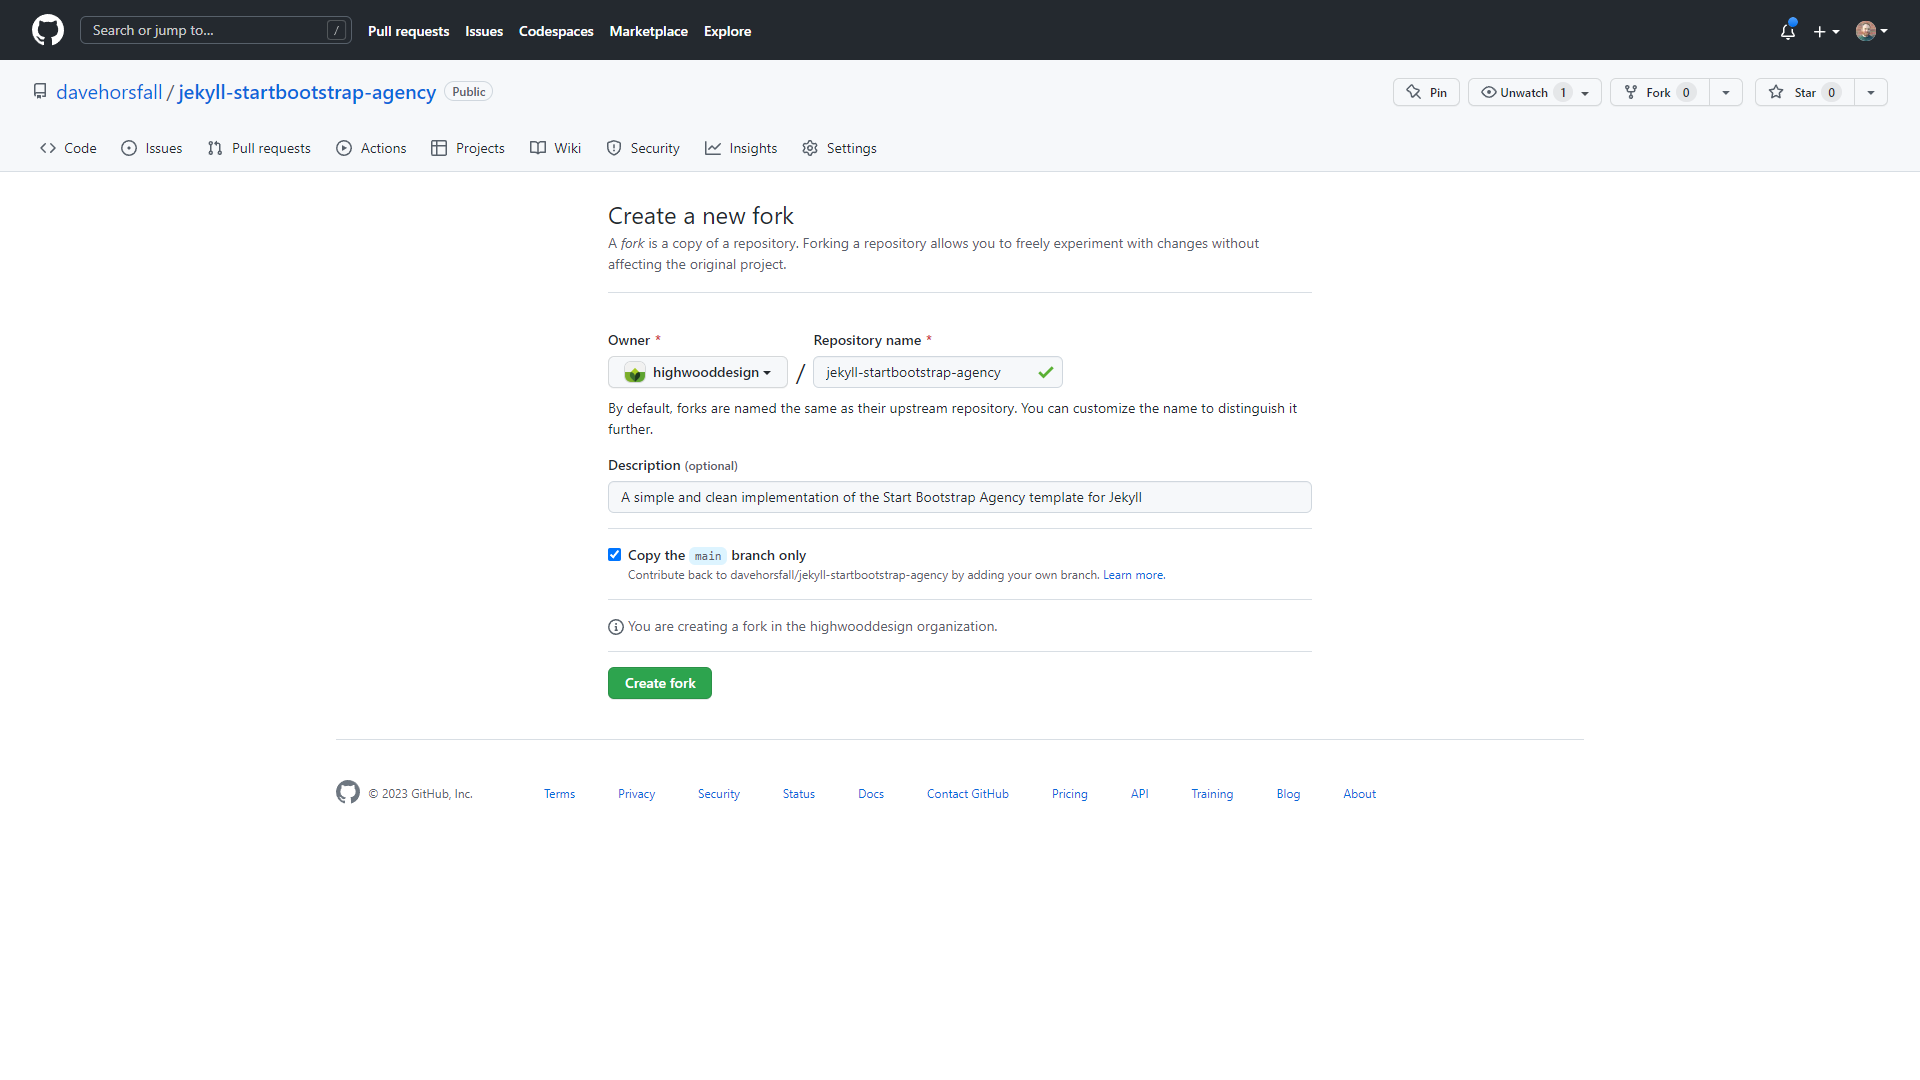 Search or jump to... /
Pull requests Issues Codespaces Marketplace Explore
davehorsfall / jekyll-startbootstrap-agency Public
Pin Unwatch 1 Fork 0 Star 0
Code Issues Pull requests Actions Projects Wiki Security Insights Settings
Create a new fork
A fork is a copy of a repository. Forking a repository allows you to freely experiment with changes without
affecting the original project.
Owner * Repository name *
highwooddesign / jekyll-startbootstrap-agency
By default, forks are named the same as their upstream repository. You can customize the name to distinguish it
further.
Description (optional)
A simple and clean implementation of the Start Bootstrap Agency template for Jekyll
Copy the main branch only
Contribute back to davehorsfall/jekyll-startbootstrap-agency by adding your own branch. Learn more.
You are creating a fork in the highwooddesign organization.
Create fork
© 2023 GitHub, Inc. Terms Privacy Security Status Docs Contact GitHub Pricing API Training Blog About